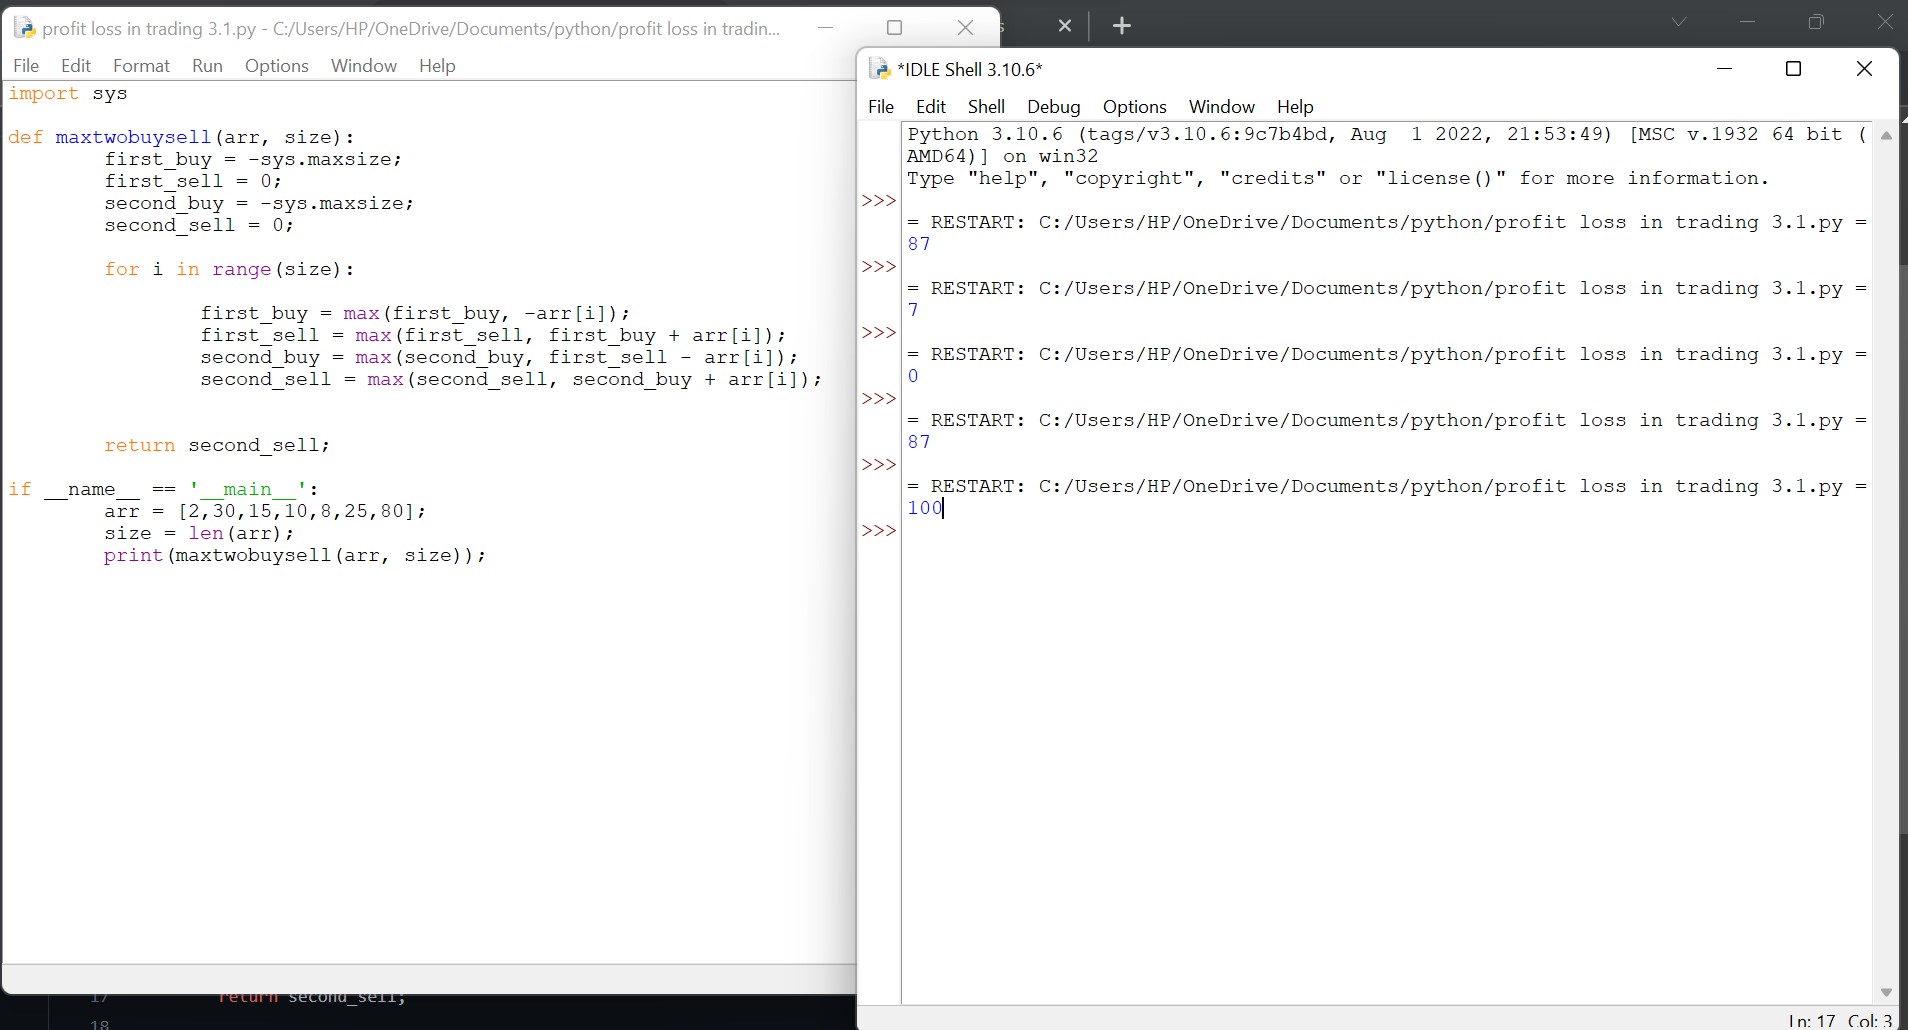 profit loss in trading 3.1.py - C:/Users/HP/OneDrive/Documents/python/profit loss in tradin...
File Edit Format Run Options Window Help
import sys
def maxtwobuysell(arr, size):
first_buy = -sys.maxsize;
first_sell = 0;
second_buy = -sys.maxsize;
second_sell = 0;
for i in range(size):
first_buy = max(first_buy, -arr[i]);
first_sell = max(first_sell, first_buy + arr[i]);
second_buy = max(second_buy, first_sell - arr[i]);
second_sell = max(second_sell, second_buy + arr[i]);
return second_sell;
if __name__ == '__main__':
arr = [2,30,15,10,8,25,80];
size = len(arr);
print(maxtwobuysell(arr, size));
17 return second_sell;
18
*IDLE Shell 3.10.6*
File Edit Shell Debug Options Window Help
Python 3.10.6 (tags/v3.10.6:9c7b4bd, Aug  1 2022, 21:53:49) [MSC v.1932 64 bit (
AMD64)] on win32
Type "help", "copyright", "credits" or "license()" for more information.
>>>
= RESTART: C:/Users/HP/OneDrive/Documents/python/profit loss in trading 3.1.py =
87
>>>
= RESTART: C:/Users/HP/OneDrive/Documents/python/profit loss in trading 3.1.py =
7
>>>
= RESTART: C:/Users/HP/OneDrive/Documents/python/profit loss in trading 3.1.py =
0
>>>
= RESTART: C:/Users/HP/OneDrive/Documents/python/profit loss in trading 3.1.py =
87
>>>
= RESTART: C:/Users/HP/OneDrive/Documents/python/profit loss in trading 3.1.py =
100
>>>
Ln: 17 Col: 3